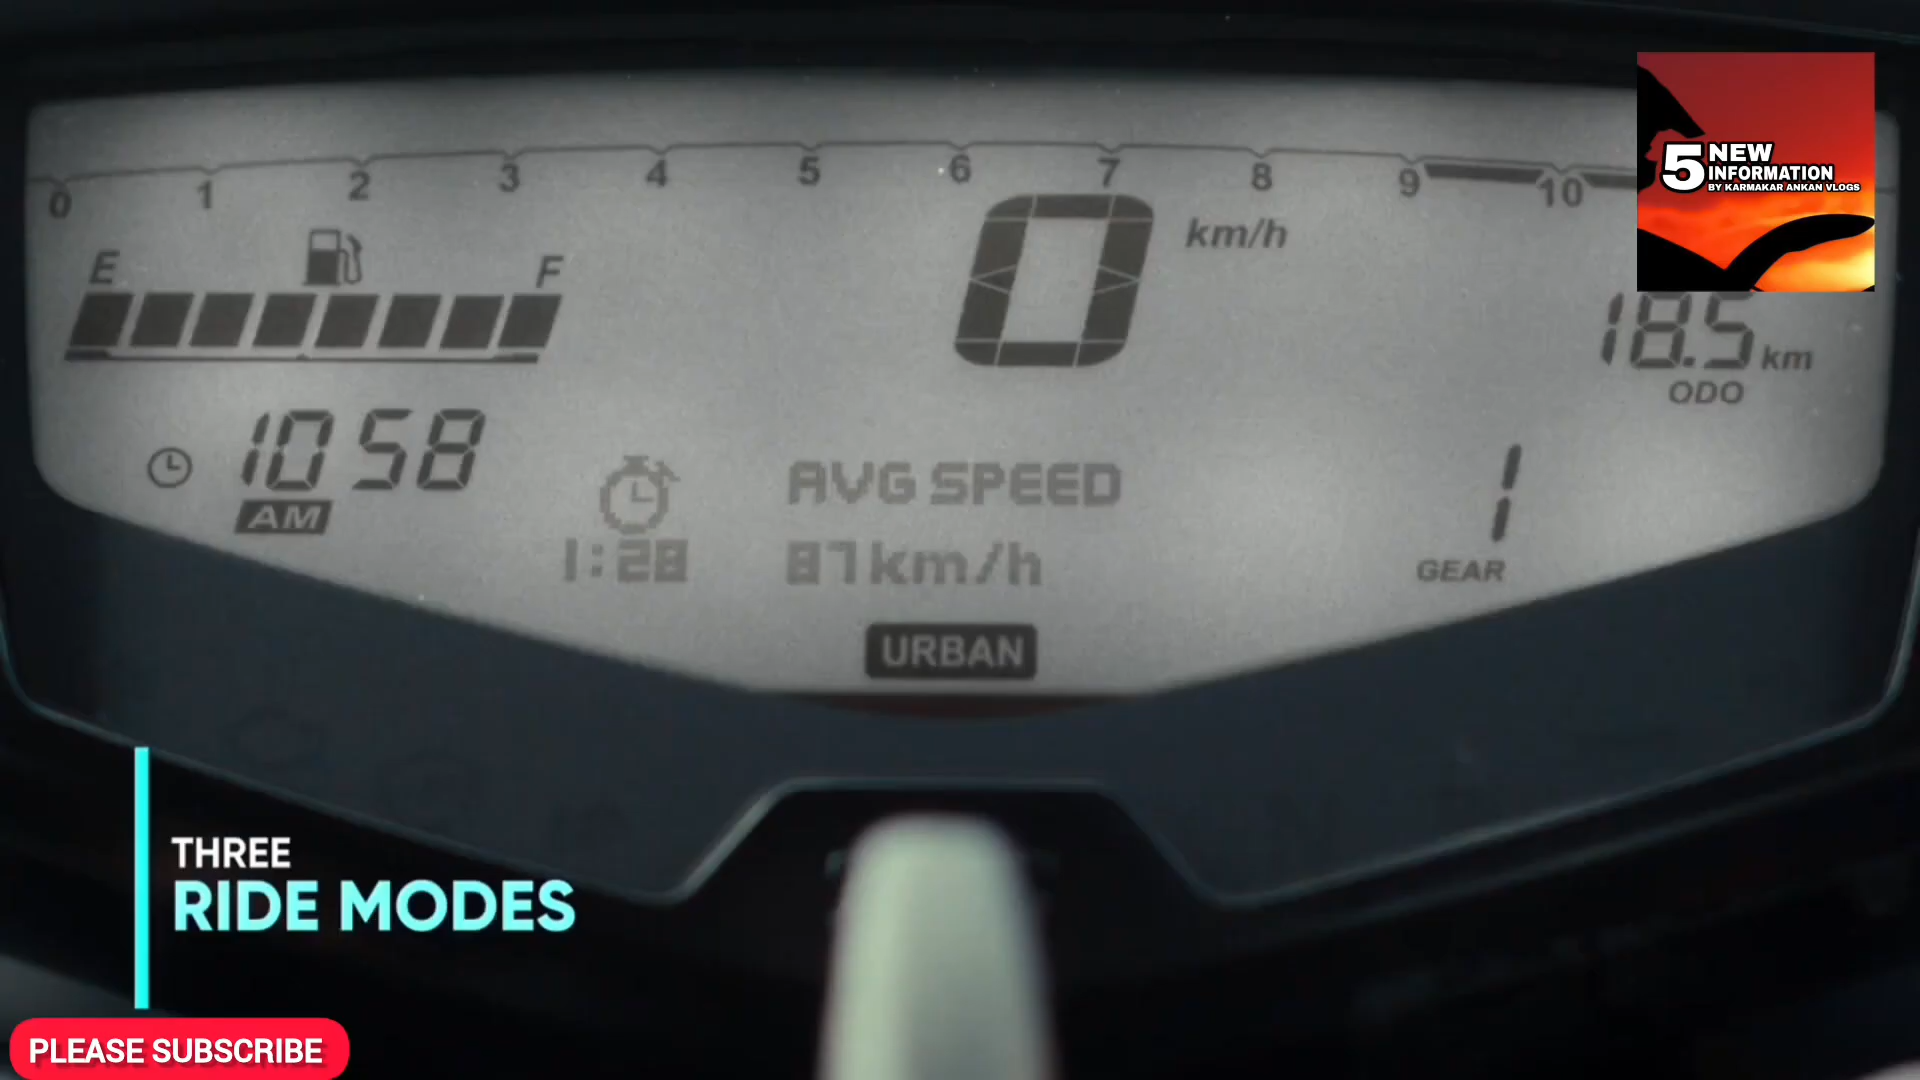 0 1 2 3 4 5 6 7 8 9 10
5 NEW
INFORMATION
BY KARMAKAR ANKAN VLOGS
E F
0 km/h
18.5 km
ODO
10 58
AM
AVG SPEED
1:28
87km/h
1
GEAR
URBAN
THREE
RIDE MODES
PLEASE SUBSCRIBE